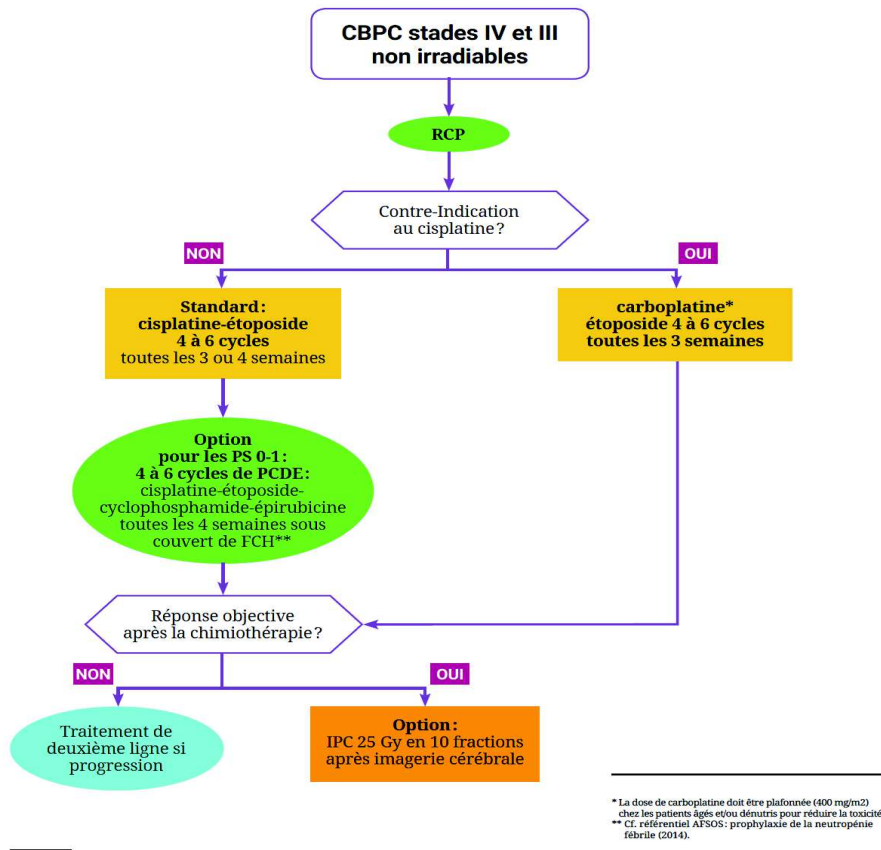 CBPC stades IV et III
non irradiables
RCP
Contre-Indication
au cisplatine ?
NON
OUI
Standard :
cisplatine-étoposide
4 à 6 cycles
toutes les 3 ou 4 semaines
carboplatine*
étoposide 4 à 6 cycles
toutes les 3 semaines
Option
pour les PS 0-1 :
4 à 6 cycles de PCDE :
cisplatine-étoposide-
cyclophosphamide-épirubicine
toutes les 4 semaines sous
couvert de FCH**
Réponse objective
après la chimiothérapie ?
NON
OUI
Traitement de
deuxième ligne si
progression
Option :
IPC 25 Gy en 10 fractions
après imagerie cérébrale
* La dose de carboplatine doit être plafonnée (400 mg/m2)
chez les patients âgés et/ou dénutris pour réduire la toxicité
** Cf. référentiel AFSOS : prophylaxie de la neutropénie
fébrile (2014).